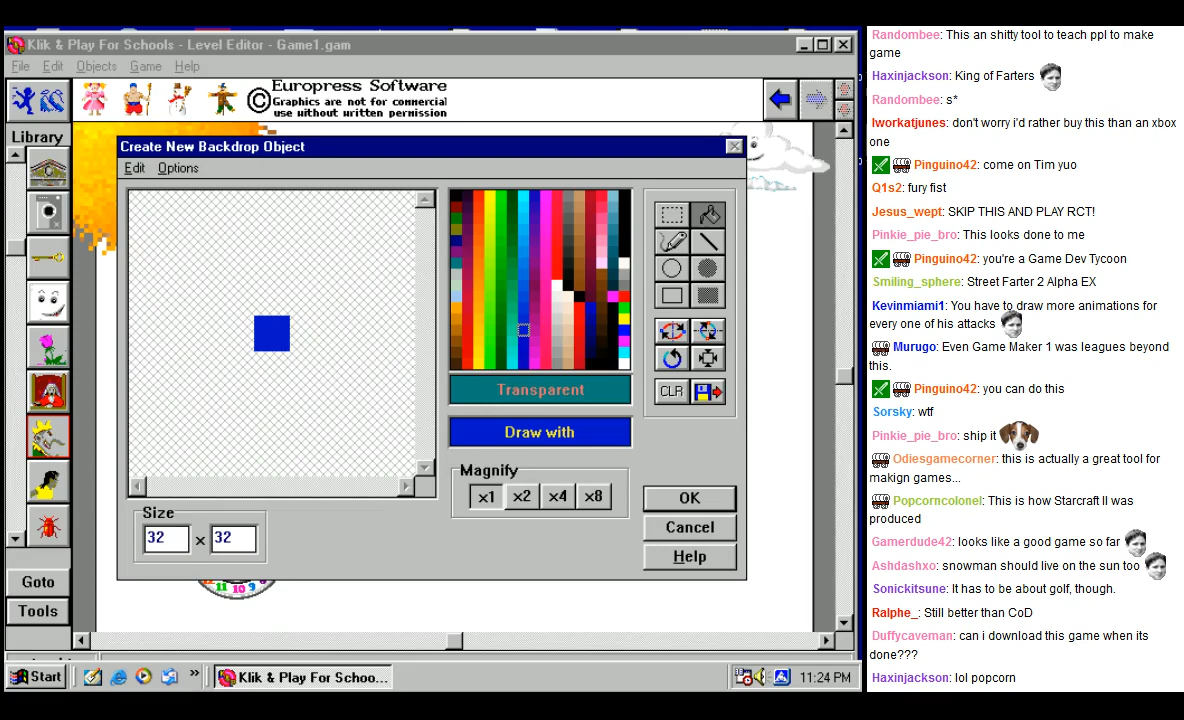 Klik & Play For Schools - Level Editor - Game1.gam
File Edit Objects Game Help
Europress Software
©Graphics are not for commercial
use without written permission
Library
Create New Backdrop Object
Edit Options
Transparent
Draw with
Magnify
x1 x2 x4 x8
CLR
Size
32 x 32
OK
Cancel
Help
Goto
Tools
11 10 9
Start
Klik & Play For Schoo...
11:24 PM
Randombee: This an shitty tool to teach ppl to make
game
Haxinjackson: King of Farters
Randombee: s*
Iworkatjunes: don't worry i'd rather buy this than an xbox
one
Pinguino42: come on Tim yuo
Q1s2: fury fist
Jesus_wept: SKIP THIS AND PLAY RCT!
Pinkie_pie_bro: This looks done to me
Pinguino42: you're a Game Dev Tycoon
Smiling_sphere: Street Farter 2 Alpha EX
Kevinmiami1: You have to draw more animations for
every one of his attacks
Murugo: Even Game Maker 1 was leagues beyond
this.
Pinguino42: you can do this
Sorsky: wtf
Pinkie_pie_bro: ship it
Odiesgamecorner: this is actually a great tool for
makign games...
Popcorncolonel: This is how Starcraft II was
produced
Gamerdude42: looks like a good game so far
Ashdashxo: snowman should live on the sun too
Sonickitsune: It has to be about golf, though.
Ralphe_: Still better than CoD
Duffycaveman: can i download this game when its
done???
Haxinjackson: lol popcorn